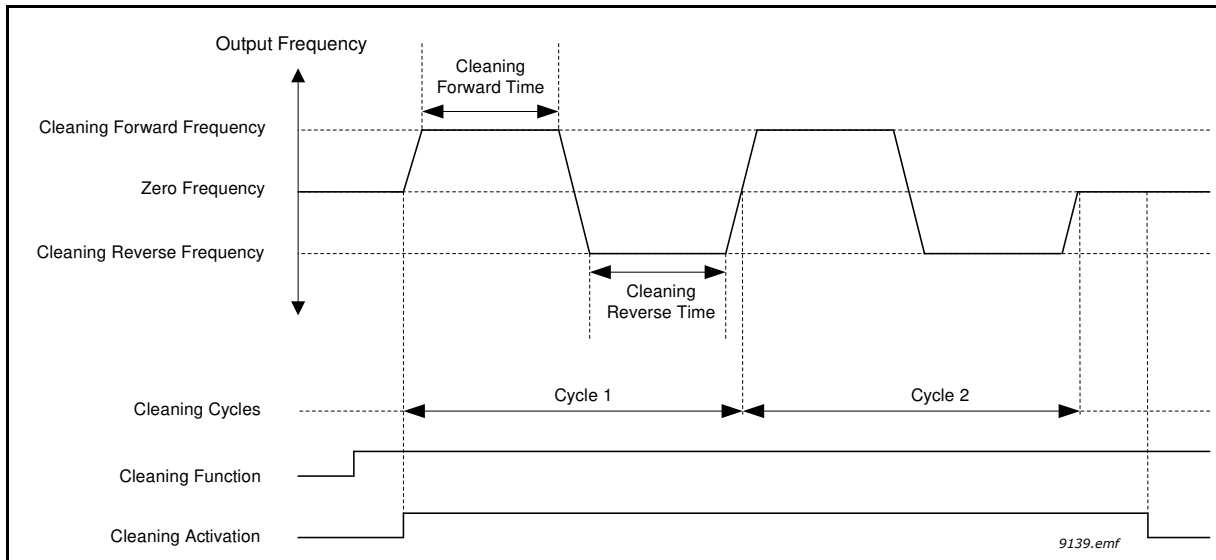 Output Frequency
Cleaning
Forward Time
Cleaning Forward Frequency
Zero Frequency
Cleaning Reverse Frequency
Cleaning
Reverse Time
Cycle 1
Cycle 2
Cleaning Cycles
Cleaning Function
Cleaning Activation
9139.emf